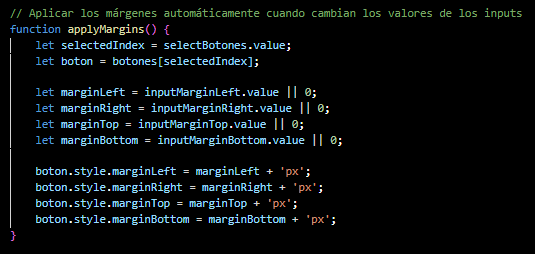 // Aplicar los márgenes automáticamente cuando cambian los valores de los inputs
function applyMargins() {
    let selectedIndex = selectBotones.value;
    let boton = botones[selectedIndex];

    let marginLeft = inputMarginLeft.value || 0;
    let marginRight = inputMarginRight.value || 0;
    let marginTop = inputMarginTop.value || 0;
    let marginBottom = inputMarginBottom.value || 0;

    boton.style.marginLeft = marginLeft + 'px';
    boton.style.marginRight = marginRight + 'px';
    boton.style.marginTop = marginTop + 'px';
    boton.style.marginBottom = marginBottom + 'px';
}